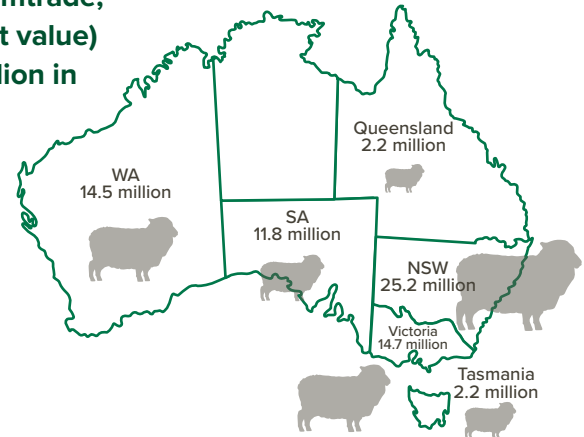 t value)
lion in
Queensland
2.2 million
WA
14.5 million
SA
11.8 million
NSW
25.2 million
Victoria
14.7 million
Tasmania
2.2 million